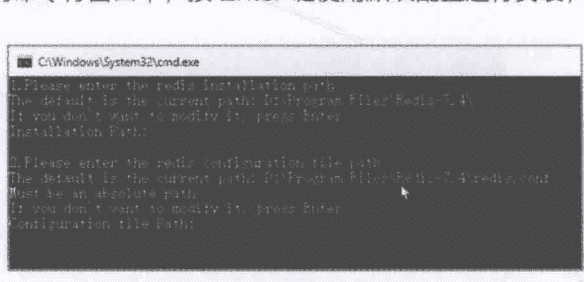 C:\Windows\System32\cmd.exe
1.Please enter the redis installation path
The default is the current path: D:\Program Files\Redis-7.4\
If you don't want to modify it, press Enter
Installation Path:
2.Please enter the redis configuration file path
The default is the current path: D:\Program Files\Redis-7.4\redis.conf
Must be an absolute path
If you don't want to modify it, press Enter
Configuration file Path: